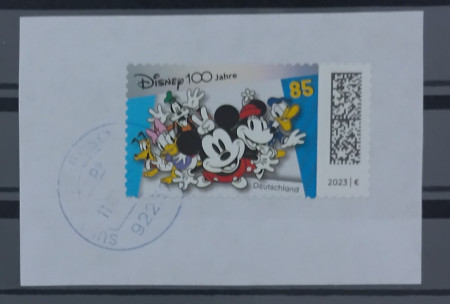 Disney 100 Jahre
85
Deutschland
2023 | €